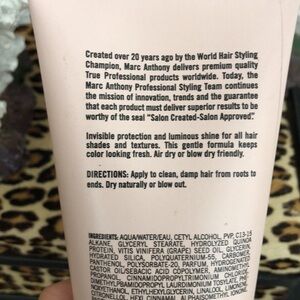 Created over 20 years ago by the World Hair Styling
Champion, Marc Anthony delivers premium quality
True Professional products worldwide. Today, the
Marc Anthony Professional Styling Team continues
the mission of innovation, trends and the guarantee
that each product must deliver superior results to be
worthy of the seal "Salon Created-Salon Approved".
Invisible protection and luminous shine for all hair
shades and textures. This gentle formula keeps
color looking fresh. Air dry or blow dry friendly.
DIRECTIONS: Apply to clean, damp hair from roots to
ends. Dry naturally or blow out.
INGREDIENTS: AQUA/WATER/EAU, CETYL ALCOHOL, PVP, C13-15
ALKANE, GLYCERYL STEARATE, HYDROLYZED QUINOA
PROTEIN, VITIS VINIFERA (GRAPE) SEED OIL, GLYCERIN,
HYDRATED SILICA, POLYQUATERNIUM-55, CARBOMER,
PANTHENOL, POLYSORBATE-20, PARFUM, HYDROGENATED
CASTOR OIL/SEBACIC ACID COPOLYMER, AMINOMETHYL
PROPANOL, CINNAMIDOPROPYLTRIMONIUM CHLORIDE,
DIMETHYLPABAMIDOPROPYL LAURDIMONIUM TOSYLATE,
ETHYLHEXYLGLYCERIN, LINALOOL, LIMONENE,
HEXYL CINNAMAL